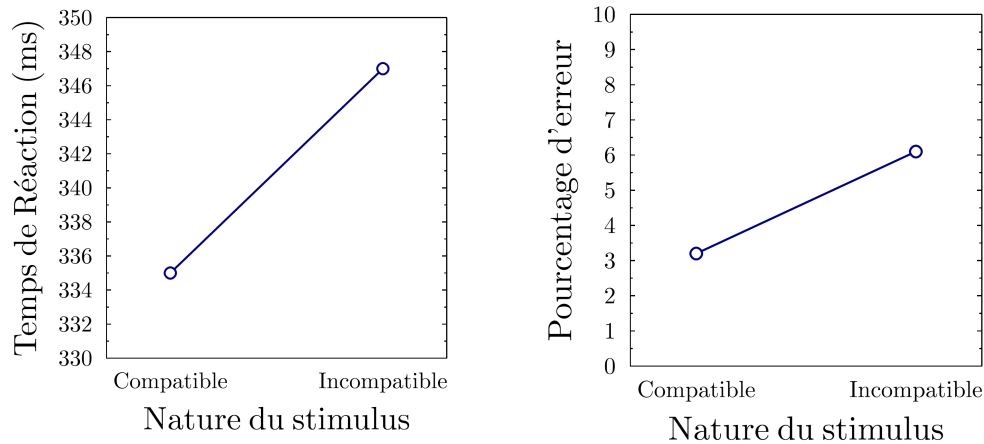 Temps de Réaction (ms)
350
348
346
344
342
340
338
336
334
332
330
Compatible
Incompatible
Nature du stimulus
Pourcentage d'erreur
10
9
8
7
6
5
4
3
2
1
0
Compatible
Incompatible
Nature du stimulus